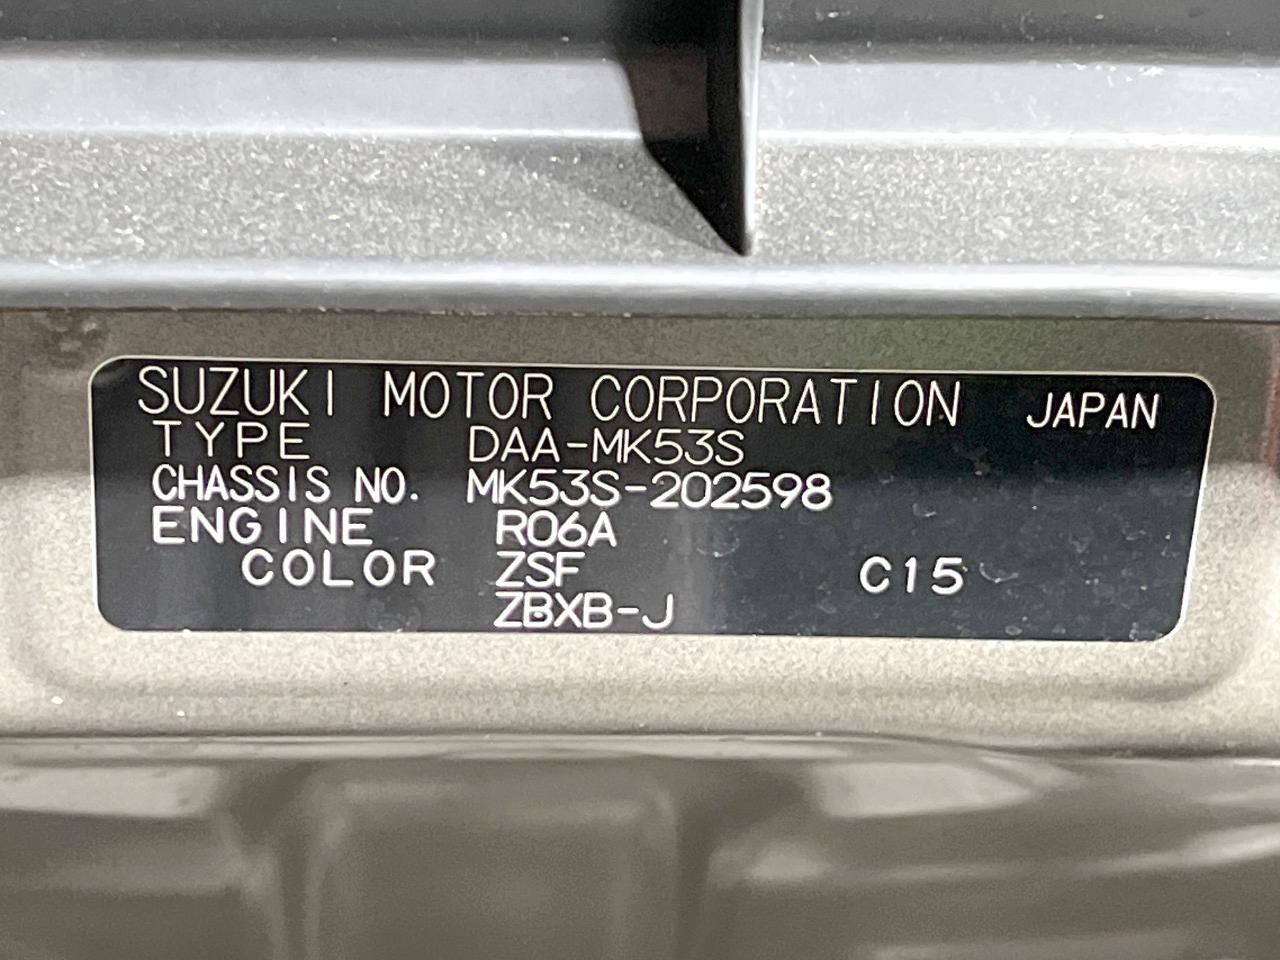 SUZUKI MOTOR CORPORATION JAPAN
TYPE DAA-MK53S
CHASSIS NO. MK53S-202598
ENGINE R06A
COLOR ZSF C15
ZBXB-J